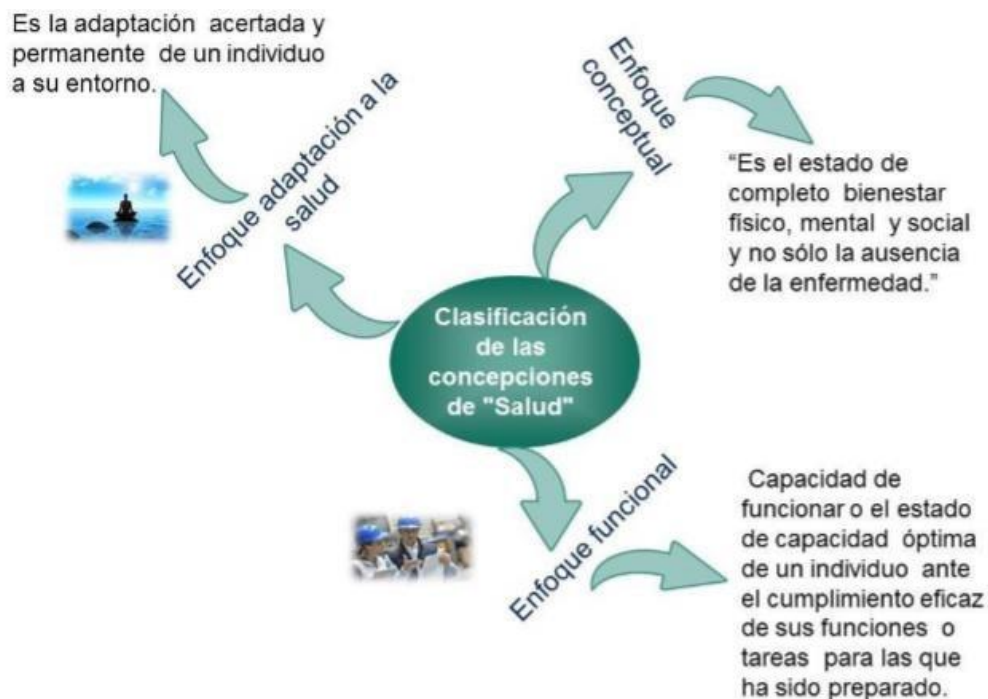 Es la adaptación acertada y
permanente de un individuo
a su entorno.
Enfoque adaptación a la
salud
Enfoque
conceptual
“Es el estado de
completo bienestar
físico, mental y social
y no sólo la ausencia
de la enfermedad.”
Clasificación
de las
concepciones
de "Salud"
Enfoque funcional
Capacidad de
funcionar o el estado
de capacidad óptima
de un individuo ante
el cumplimiento eficaz
de sus funciones o
tareas para las que
ha sido preparado.